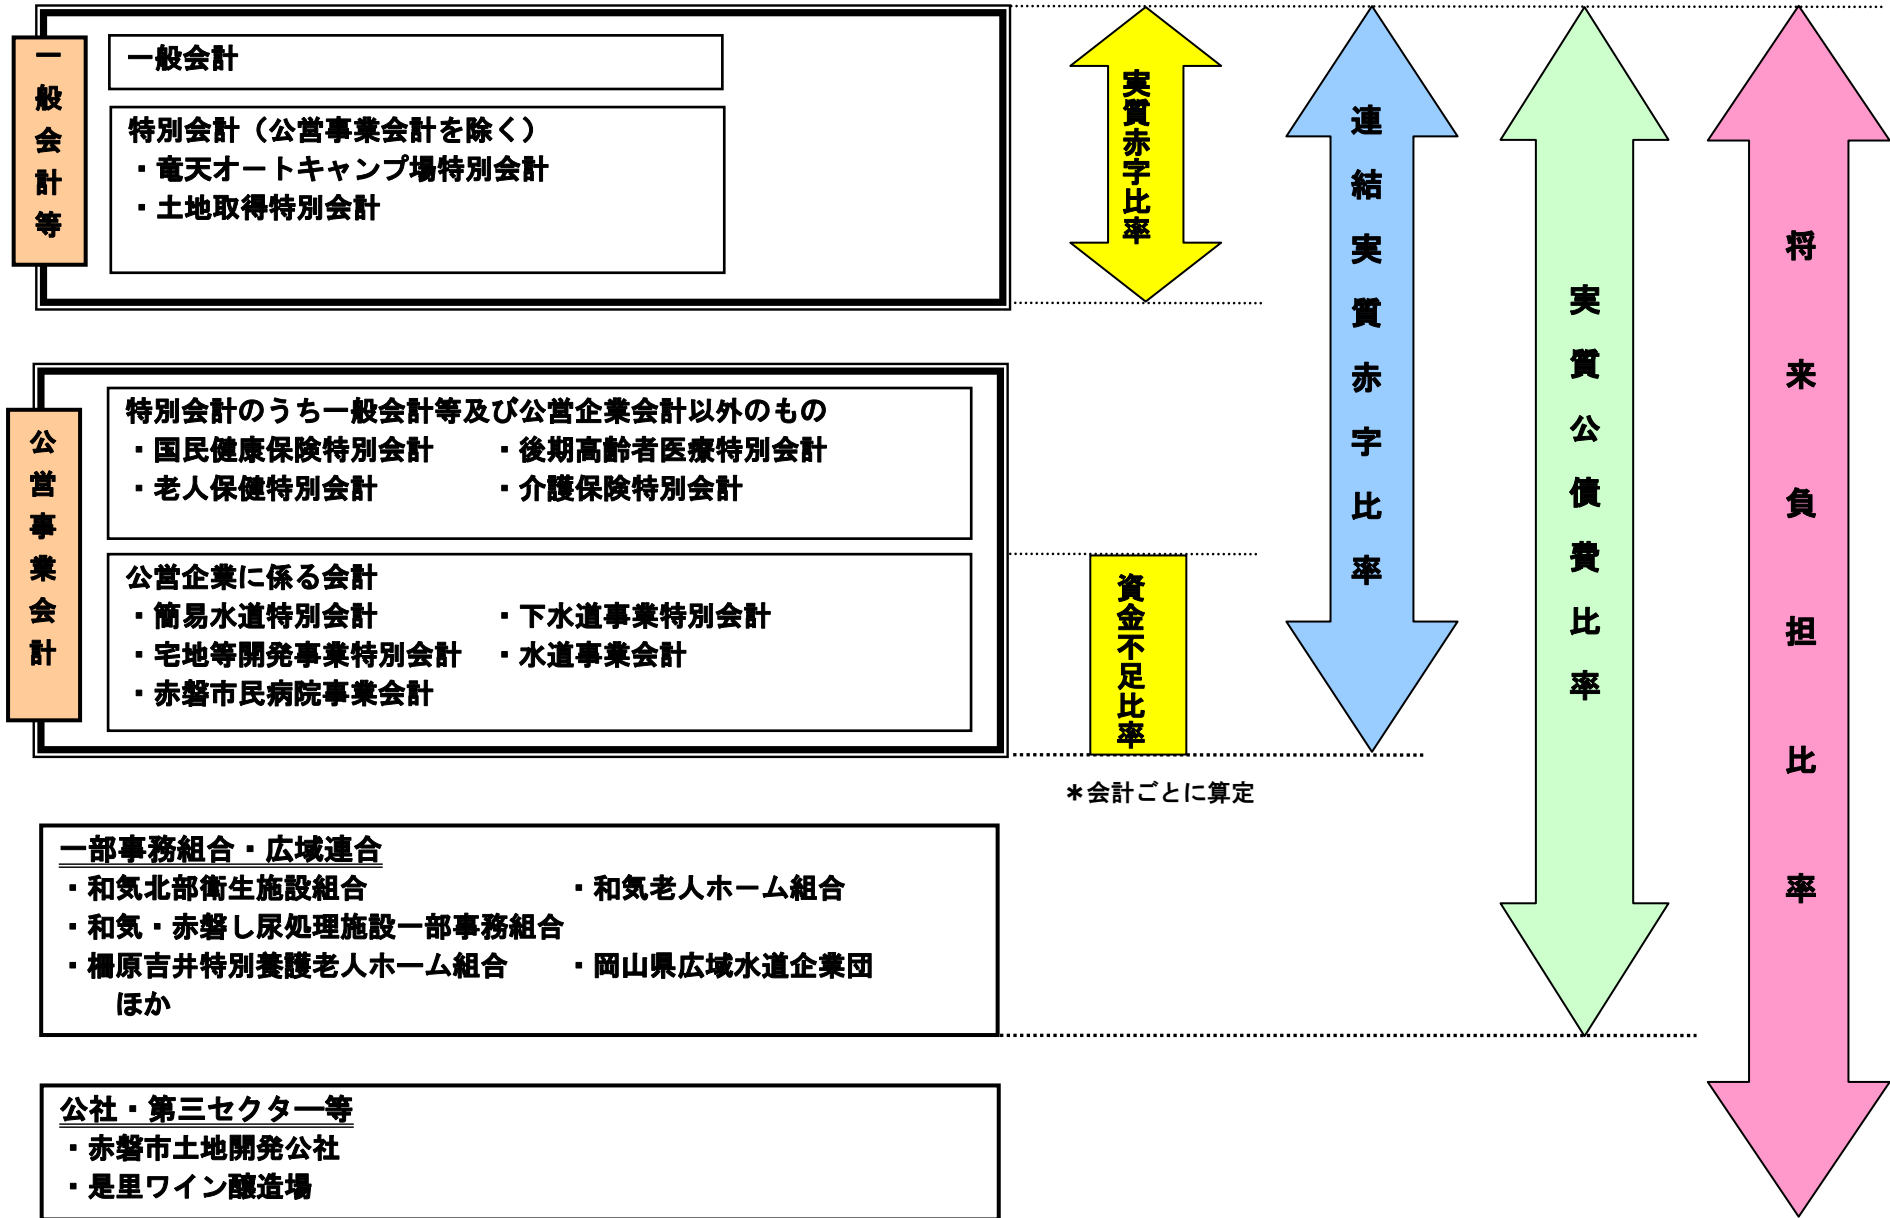 一般会計等
一般会計
特別会計（公営事業会計を除く）
・竜天オートキャンプ場特別会計
・土地取得特別会計
公営事業会計
特別会計のうち一般会計等及び公営企業会計以外のもの
・国民健康保険特別会計　・後期高齢者医療特別会計
・老人保健特別会計　・介護保険特別会計
公営企業に係る会計
・簡易水道特別会計　・下水道事業特別会計
・宅地等開発事業特別会計　・水道事業会計
・赤磐市民病院事業会計
一部事務組合・広域連合
・和気北部衛生施設組合　・和気老人ホーム組合
・和気・赤磐し尿処理施設一部事務組合
・柵原吉井特別養護老人ホーム組合　・岡山県広域水道企業団
ほか
公社・第三セクター等
・赤磐市土地開発公社
・是里ワイン醸造場
実質赤字比率
資金不足比率
＊会計ごとに算定
連結実質赤字比率
実質公債費比率
将来負担比率